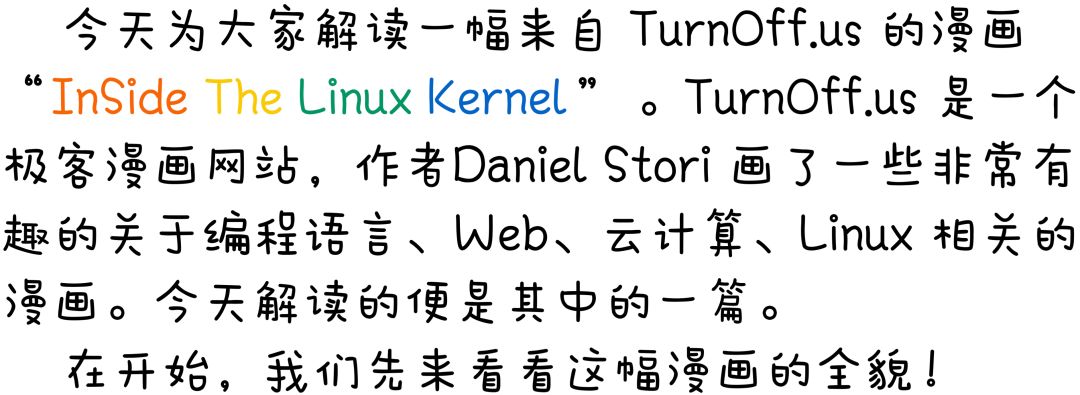 今天为大家解读一幅来自 TurnOff.us 的漫画
“InSide The Linux Kernel” 。TurnOff.us 是一个
极客漫画网站，作者Daniel Stori 画了一些非常有
趣的关于编程语言、Web、云计算、Linux 相关的
漫画。今天解读的便是其中的一篇。
在开始，我们先来看看这幅漫画的全貌！